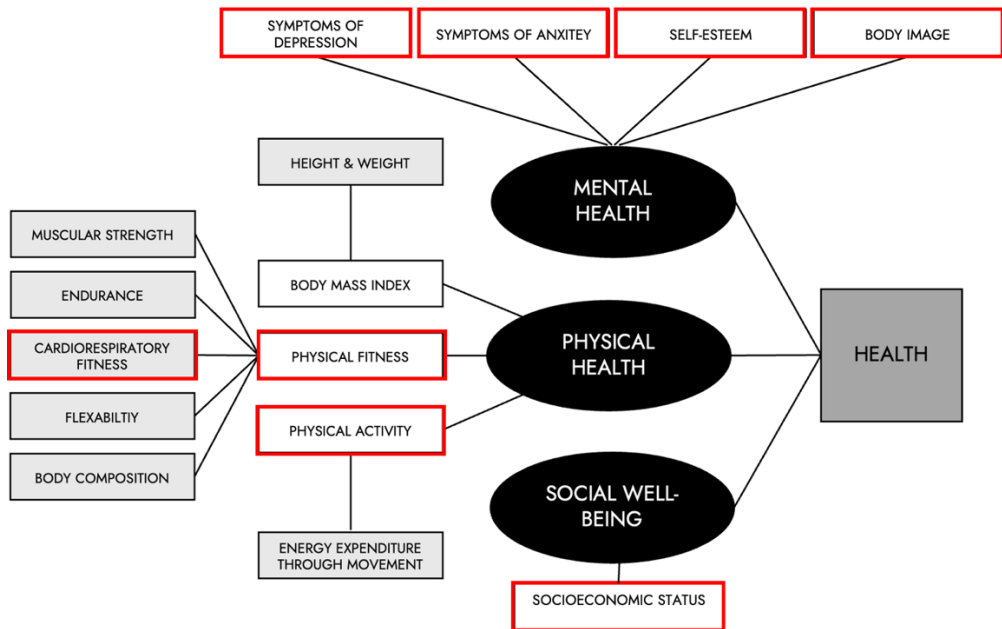 SYMPTOMS OF
DEPRESSION
SYMPTOMS OF ANXITEY
SELF-ESTEEM
BODY IMAGE
HEIGHT & WEIGHT
MENTAL
HEALTH
MUSCULAR STRENGTH
BODY MASS INDEX
ENDURANCE
CARDIORESPIRATORY
FITNESS
PHYSICAL FITNESS
PHYSICAL
HEALTH
HEALTH
FLEXABILTIY
PHYSICAL ACTIVITY
BODY COMPOSITION
SOCIAL WELL-
BEING
ENERGY EXPENDITURE
THROUGH MOVEMENT
SOCIOECONOMIC STATUS